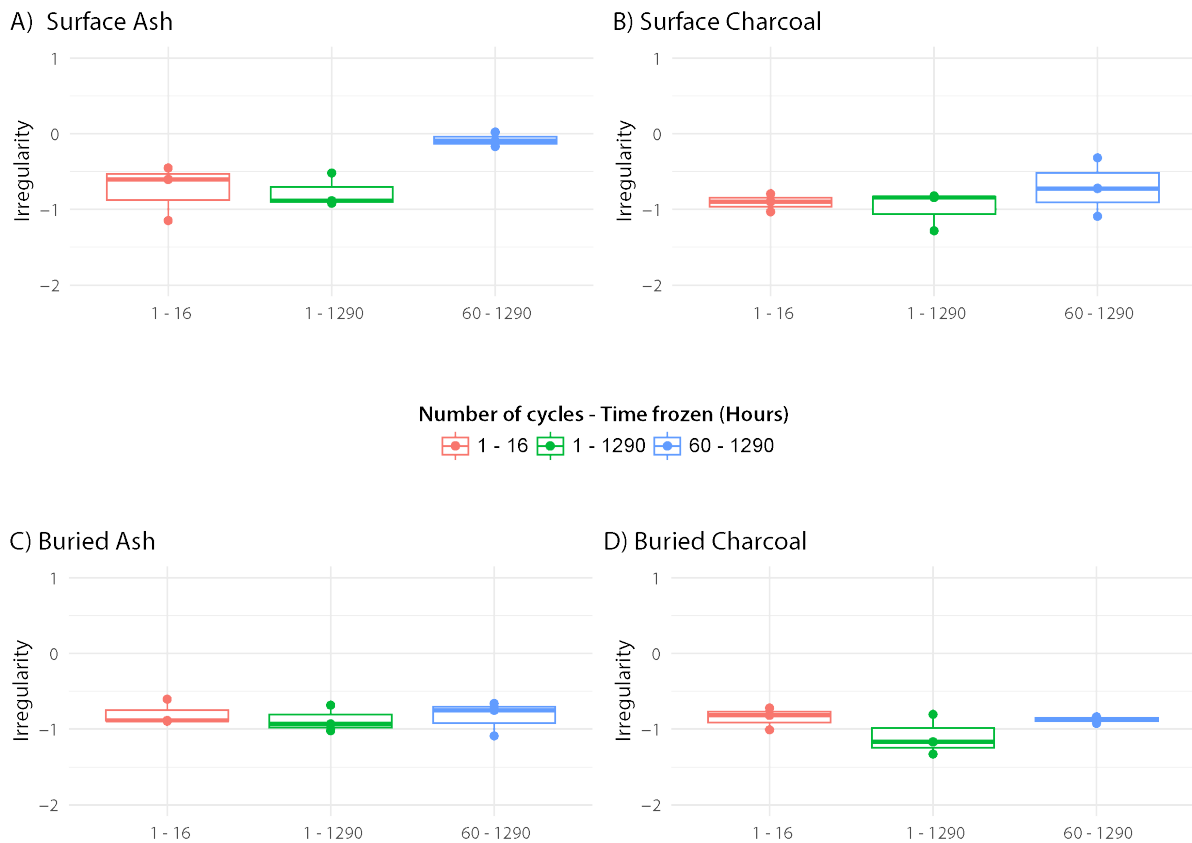 A) Surface Ash
B) Surface Charcoal
Irregularity
1
0
−1
−2
1 - 16
1 - 1290
60 - 1290
Irregularity
1
0
−1
−2
1 - 16
1 - 1290
60 - 1290
Number of cycles - Time frozen (Hours)
1 - 16 1 - 1290 60 - 1290
C) Buried Ash
D) Buried Charcoal
Irregularity
1
0
−1
−2
1 - 16
1 - 1290
60 - 1290
Irregularity
1
0
−1
−2
1 - 16
1 - 1290
60 - 1290